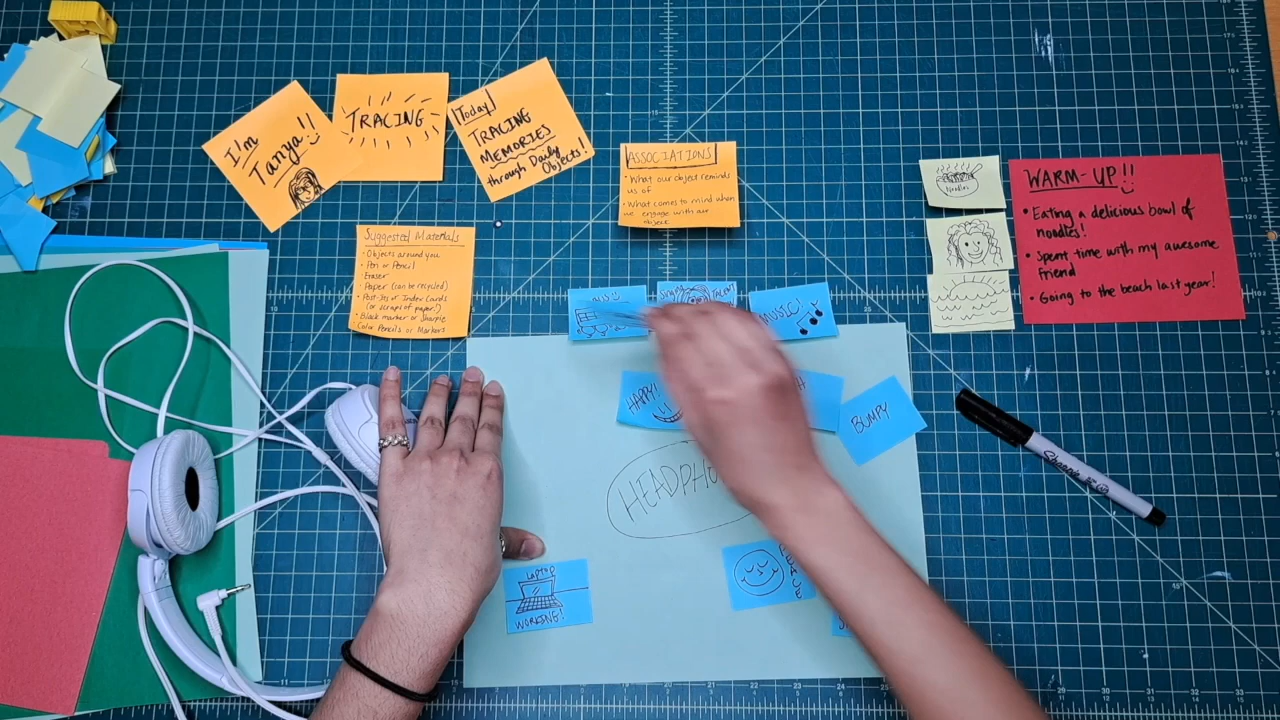 I'm
Tanya!!
TRACING
Today
TRACING
MEMORIES
through Daily
Objects!
ASSOCIATIONS
• What our object reminds
us of
• What comes to mind when
we engage with our
object
Suggested Materials
• Objects around you
• Pen or Pencil
• Eraser
• Paper (can be recycled)
• Post-Its or Index Cards
(or scraps of paper!)
• Black marker or Sharpie
• Color Pencils or Markers
Noodles
WARM-UP!!
• Eating a delicious bowl of
noodles!
• Spent time with my awesome
friend
• Going to the beach last year!
MUSIC!
HAPPY!
BUMPY
LAPTOP
WORKING!
PEACE
Sharpie